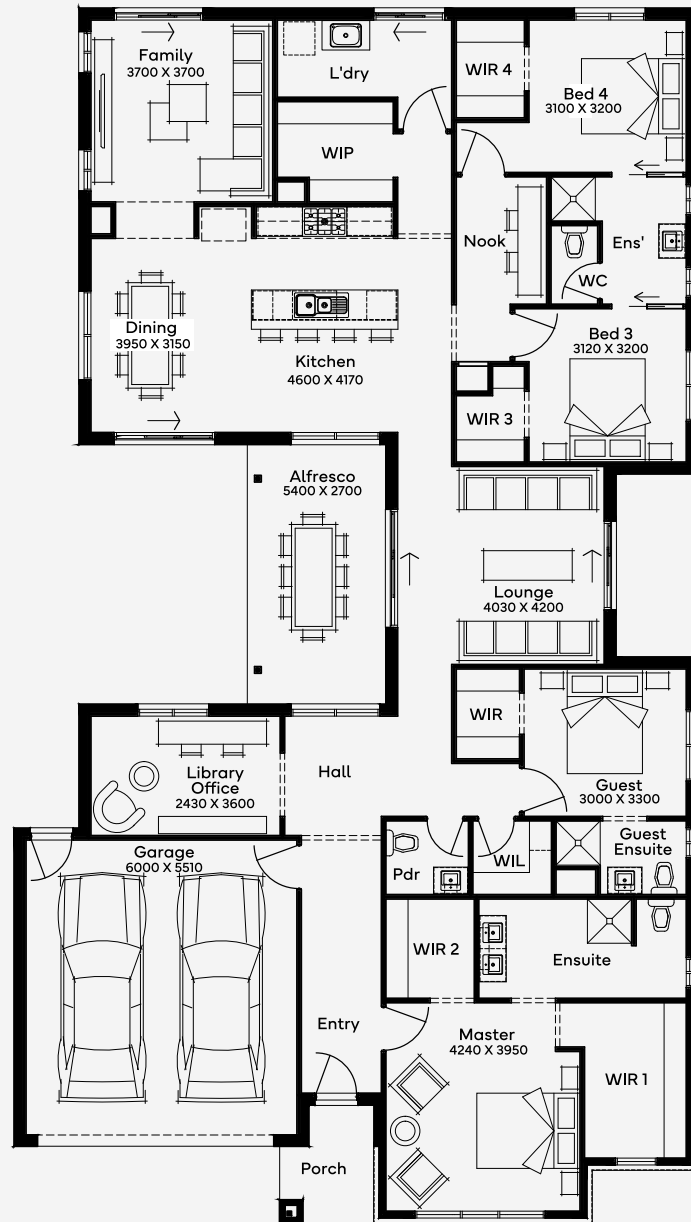 Family
3700 X 3700
L'dry
WIR 4
Bed 4
3100 X 3200
WIP
Nook
Ens'
WC
Dining
3950 X 3150
Kitchen
4600 X 4170
Bed 3
3120 X 3200
WIR 3
Alfresco
5400 X 2700
Lounge
4030 X 4200
WIR
Guest
3000 X 3300
Library
Office
2430 X 3600
Hall
Garage
6000 X 5510
Pdr
WIL
Guest
Ensuite
WIR 2
Ensuite
Entry
Master
4240 X 3950
WIR 1
Porch